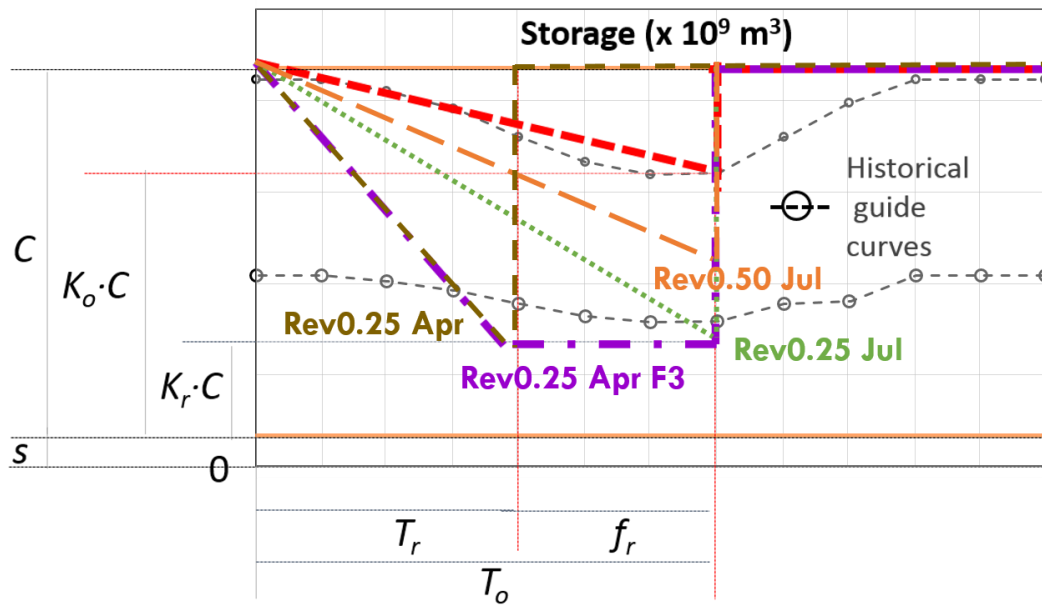 Storage (x 10⁹ m³)
Historical
guide
curves
C
Kₒ·C
Rev0.50 Jul
Rev0.25 Apr
Rev0.25 Jul
Rev0.25 Apr F3
Kᵣ·C
s
0
Tᵣ
fᵣ
Tₒ